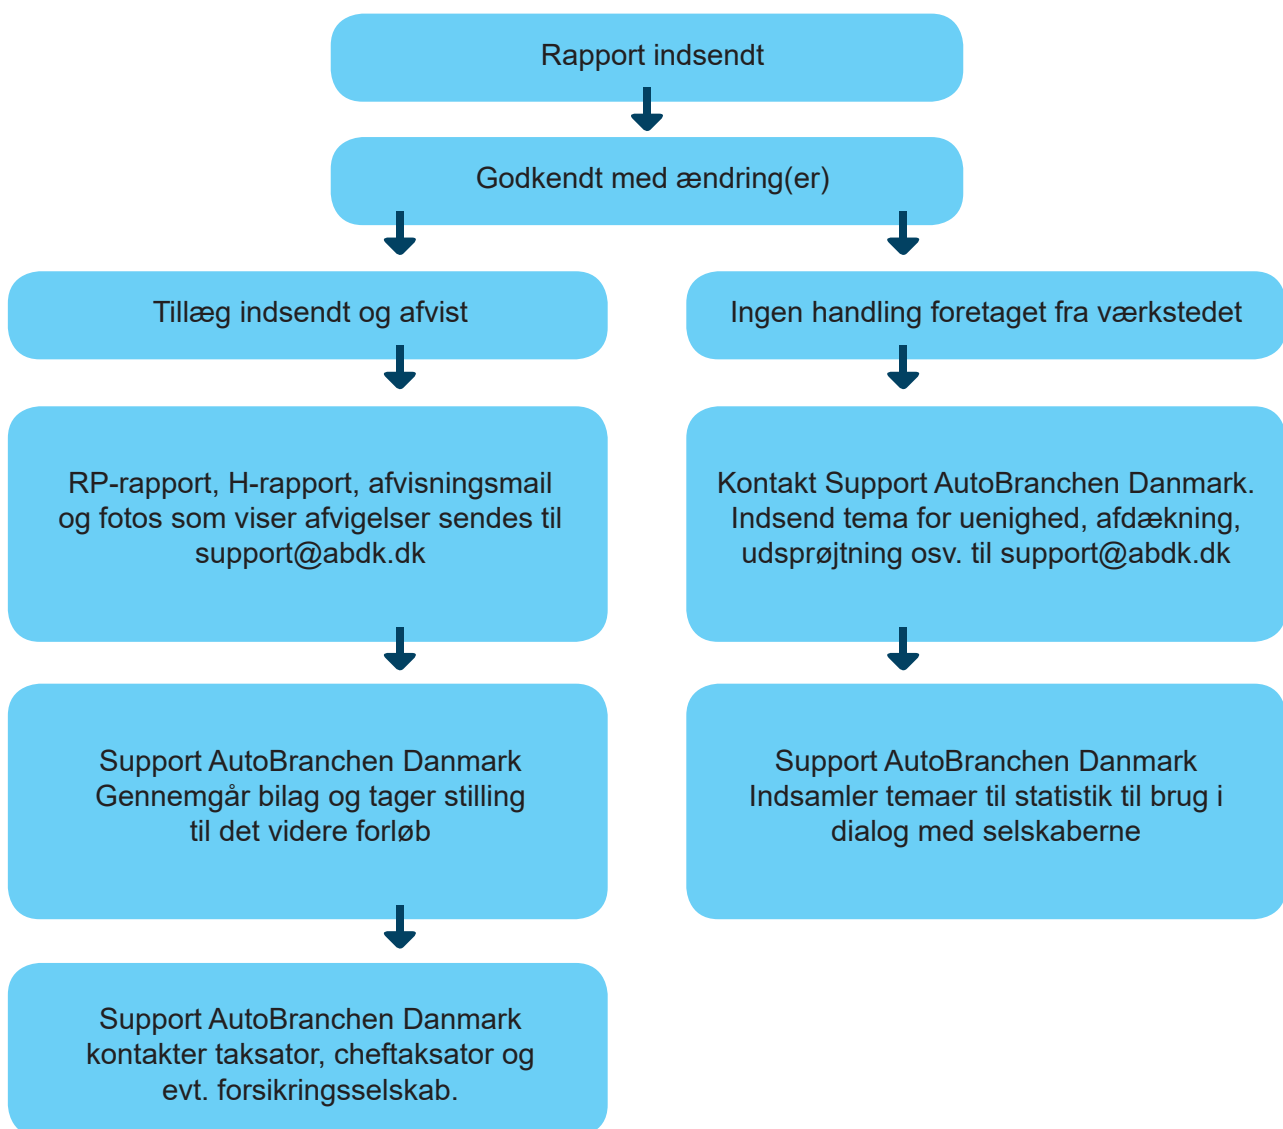 Rapport indsendt
Godkendt med ændring(er)
Tillæg indsendt og afvist
Ingen handling foretaget fra værkstedet
RP-rapport, H-rapport, afvisningsmail
og fotos som viser afvigelser sendes til
support@abdk.dk
Kontakt Support AutoBranchen Danmark.
Indsend tema for uenighed, afdækning,
udsprøjtning osv. til support@abdk.dk
Support AutoBranchen Danmark
Gennemgår bilag og tager stilling
til det videre forløb
Support AutoBranchen Danmark
Indsamler temaer til statistik til brug i
dialog med selskaberne
Support AutoBranchen Danmark
kontakter taksator, cheftaksator og
evt. forsikringsselskab.